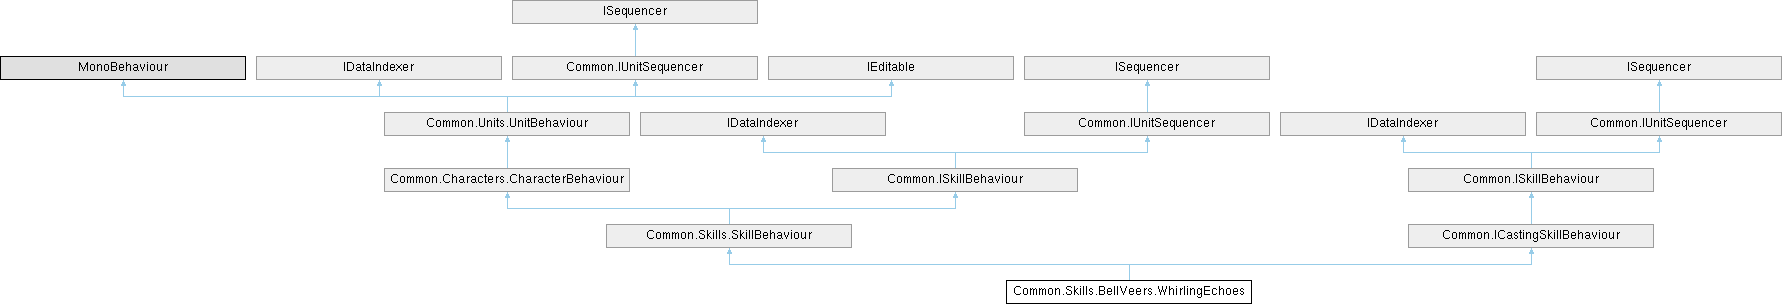 ISequencer
MonoBehaviour
IDataIndexer
Common.IUnitSequencer
IEditable
ISequencer
ISequencer
Common.Units.UnitBehaviour
IDataIndexer
Common.IUnitSequencer
IDataIndexer
Common.IUnitSequencer
Common.Characters.CharacterBehaviour
Common.ISkillBehaviour
Common.ISkillBehaviour
Common.Skills.SkillBehaviour
Common.ICastingSkillBehaviour
Common.Skills.BellVeers.WhirlingEchoes